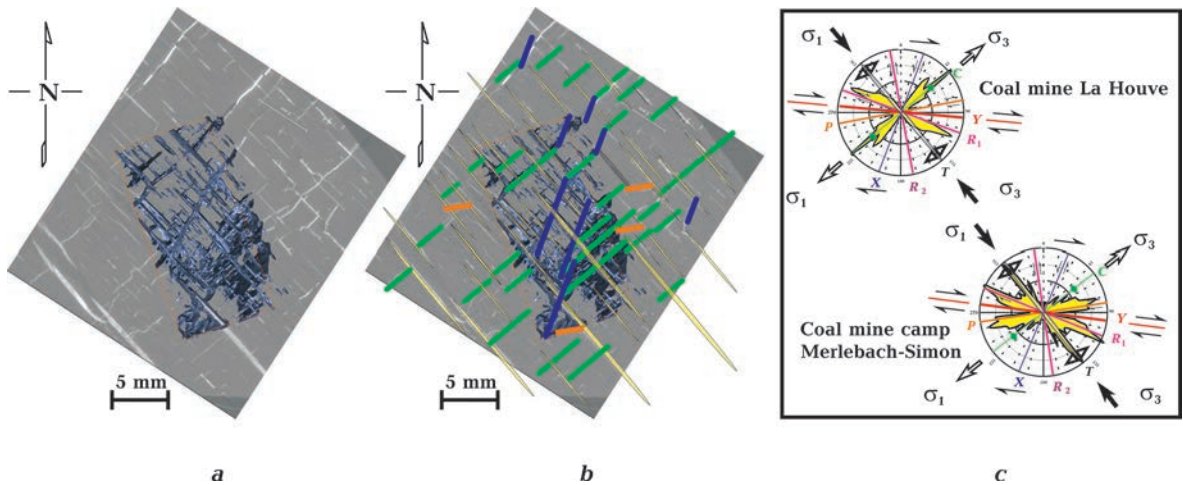 N
5 mm
a
N
5 mm
b
σ1
σ3
C
Coal mine La Houve
P
Y
R1
X
R2
T
σ1
σ3
σ1
σ3
C
P
Y
R1
Coal mine camp
Merlebach-Simon
X
R2
T
σ1
σ3
c